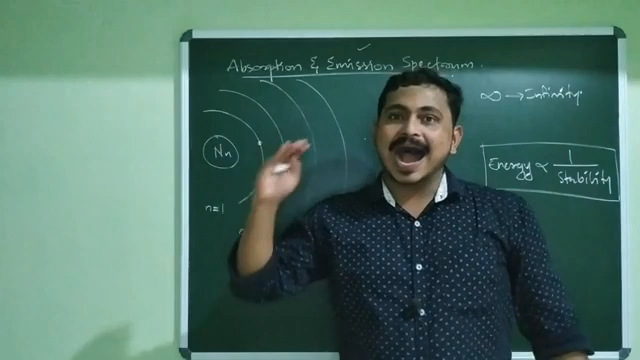 Absorption & Emission Spectrum.
∞ → Infinity.
Nu
Energy ∝ 1/Stability
n=1